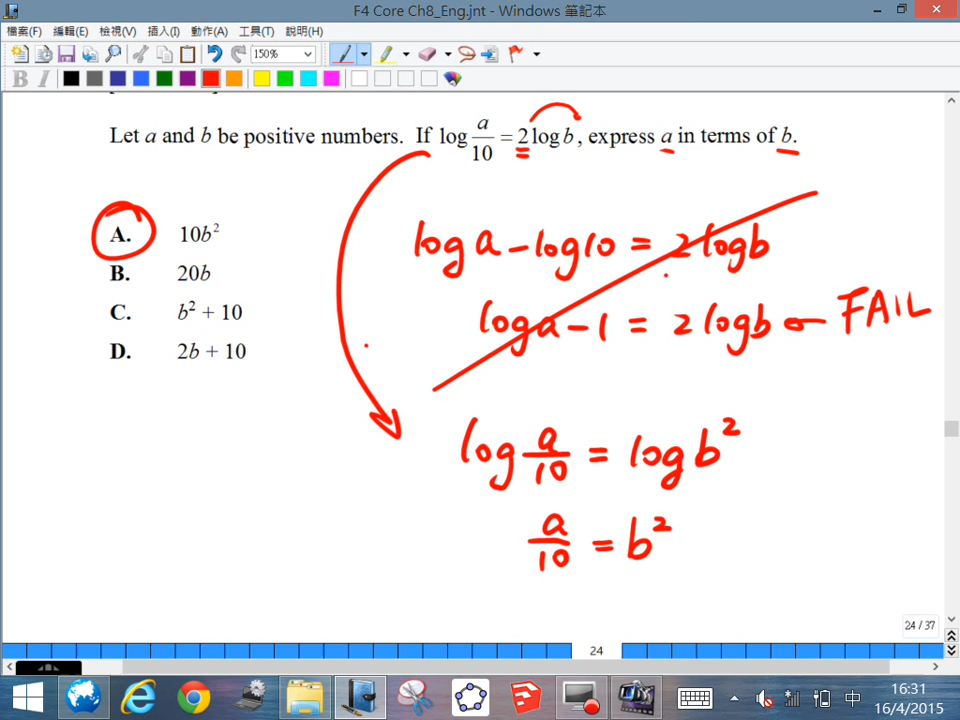 F4 Core Ch8_Eng.jnt - Windows 筆記本
檔案(F) 編輯(E) 檢視(V) 插入(I) 動作(A) 工具(T) 說明(H)
150%
B I
Let a and b be positive numbers. If log a/10 = 2 log b, express a in terms of b.
A. 10b²
B. 20b
C. b² + 10
D. 2b + 10
log a - log 10 = 2 log b
log a - 1 = 2 log b
FAIL
log a/10 = log b²
a/10 = b²
24 / 37
24
中
16:31
16/4/2015